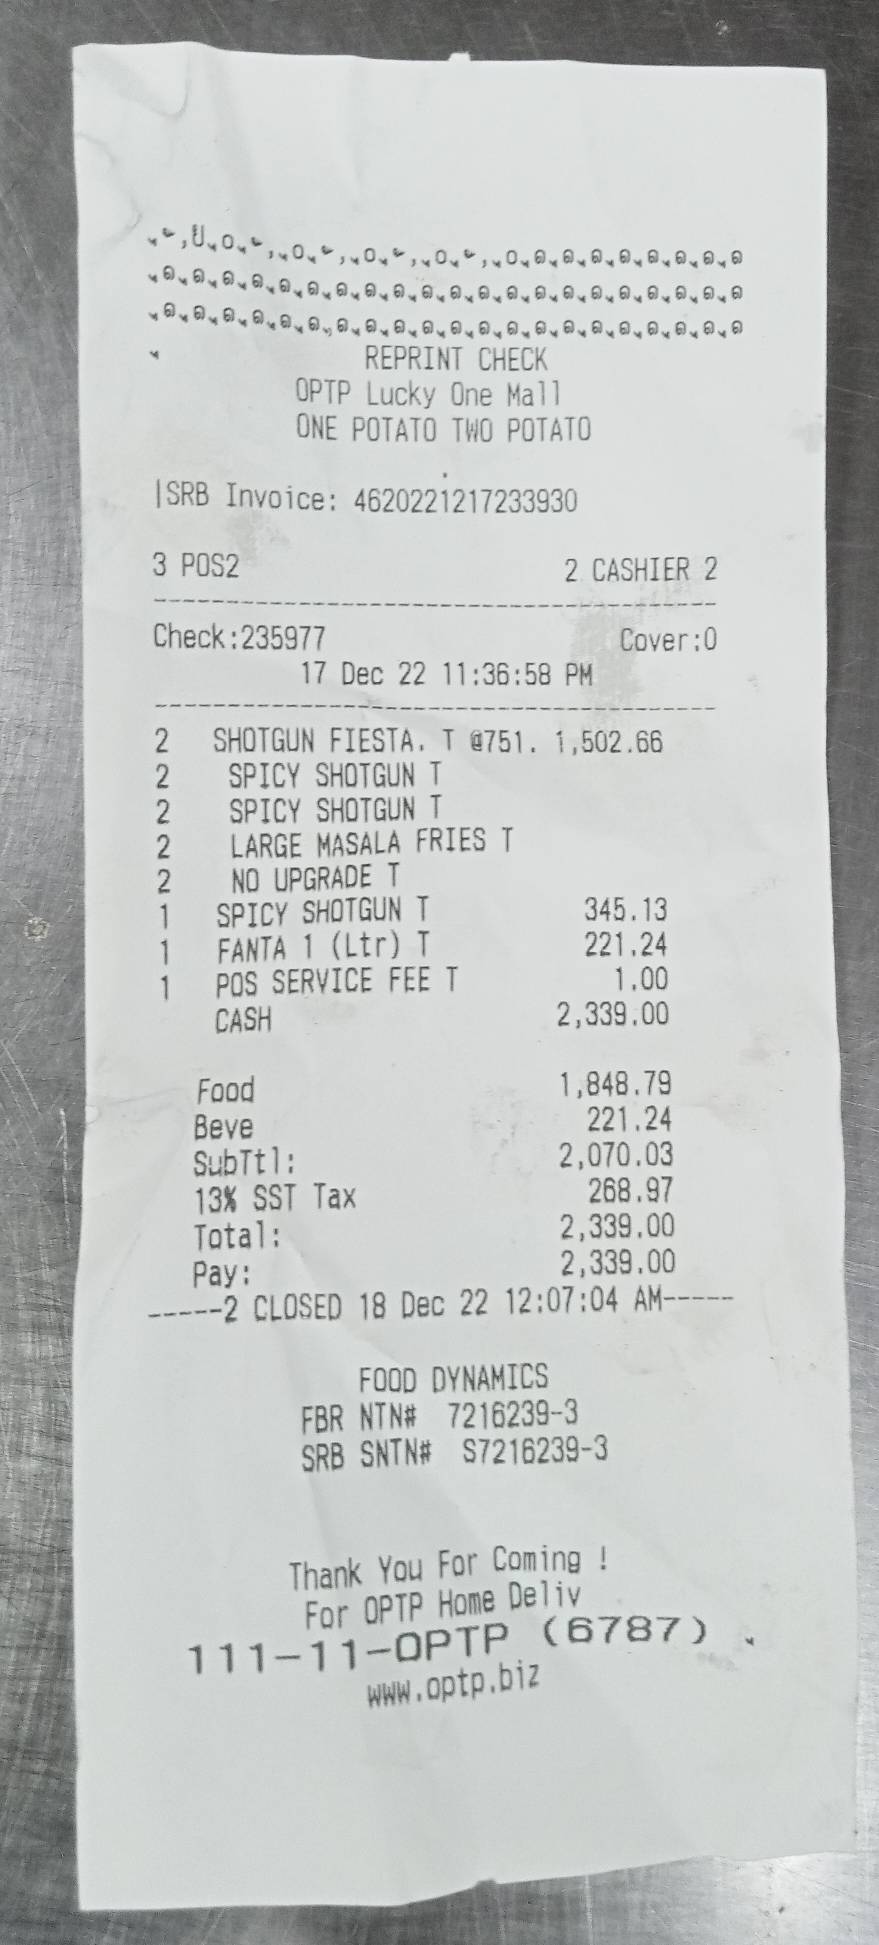 REPRINT CHECK
OPTP Lucky One Mall
ONE POTATO TWO POTATO
|SRB Invoice: 4620221217233930
3 POS2 2 CASHIER 2
--------------------------------------
Check:235977 Cover:0
17 Dec 22 11:36:58 PM
--------------------------------------
2 SHOTGUN FIESTA. T @751. 1,502.66
2 SPICY SHOTGUN T
2 SPICY SHOTGUN T
2 LARGE MASALA FRIES T
2 NO UPGRADE T
1 SPICY SHOTGUN T 345.13
1 FANTA 1 (Ltr) T 221.24
1 POS SERVICE FEE T 1.00
CASH 2,339.00
Food 1,848.79
Beve 221.24
SubTtl: 2,070.03
13% SST Tax 268.97
Total: 2,339.00
Pay: 2,339.00
-----2 CLOSED 18 Dec 22 12:07:04 AM-----
FOOD DYNAMICS
FBR NTN# 7216239-3
SRB SNTN# S7216239-3
Thank You For Coming !
For OPTP Home Deliv
111-11-OPTP (6787)
www.optp.biz